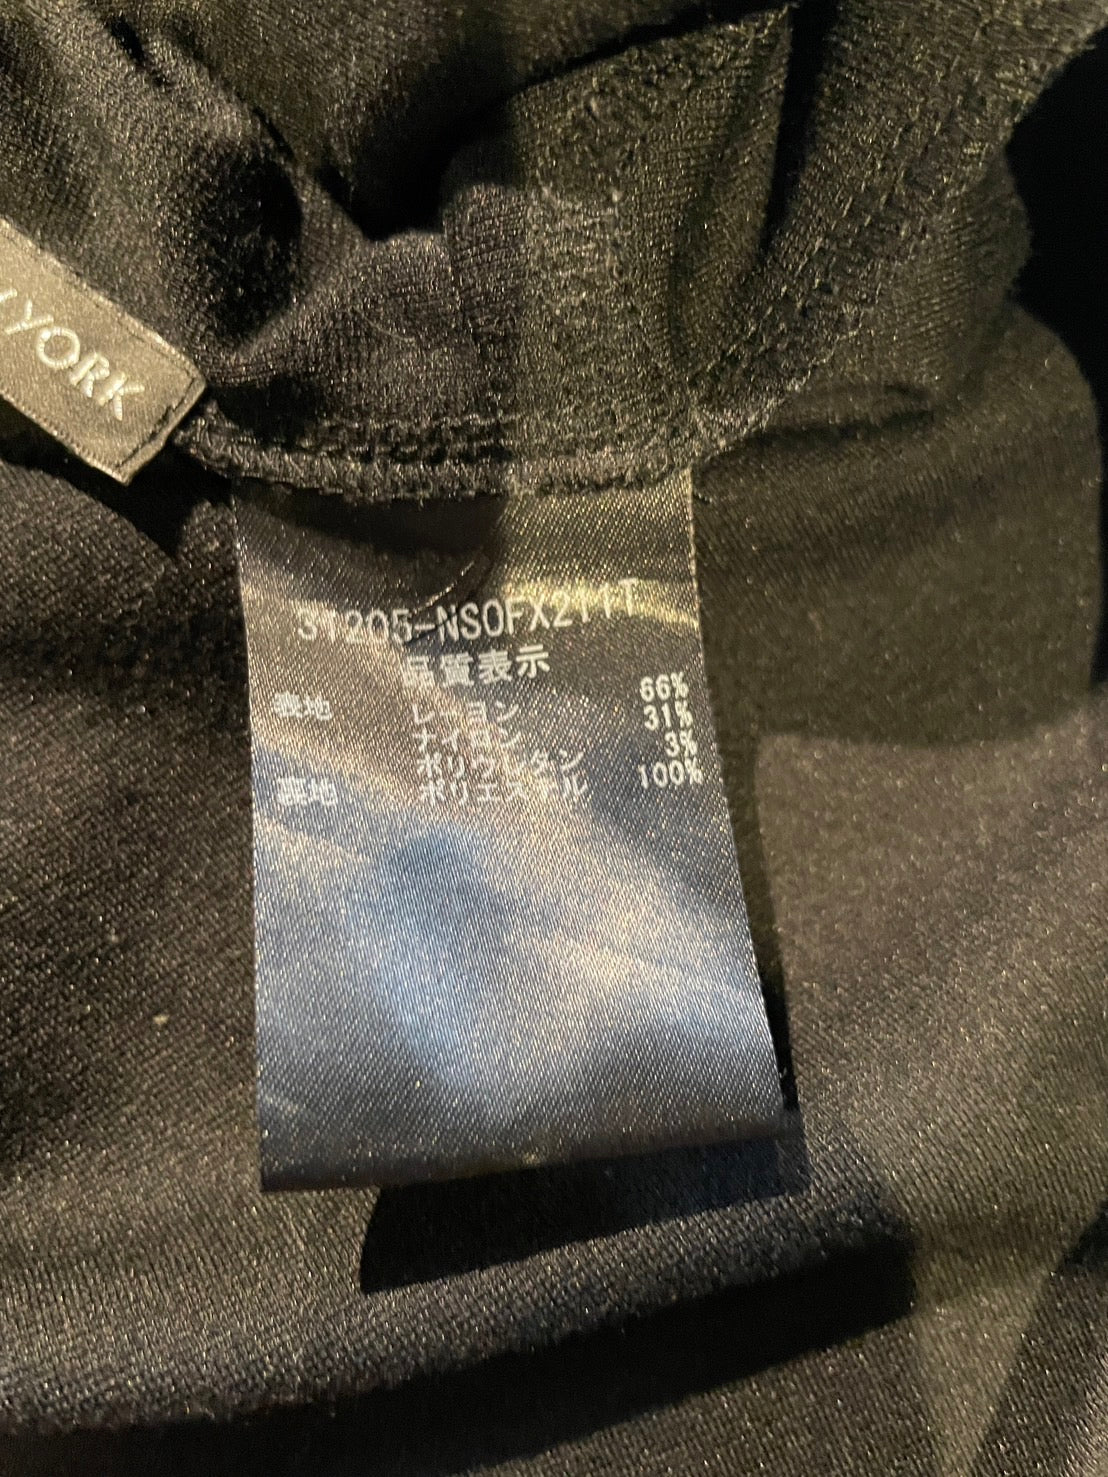 YORK
ST205-NSOFX211T
品質表示
表地 レーヨン 66%
ナイロン 31%
ポリウレタン 3%
裏地 ポリエステル 100%